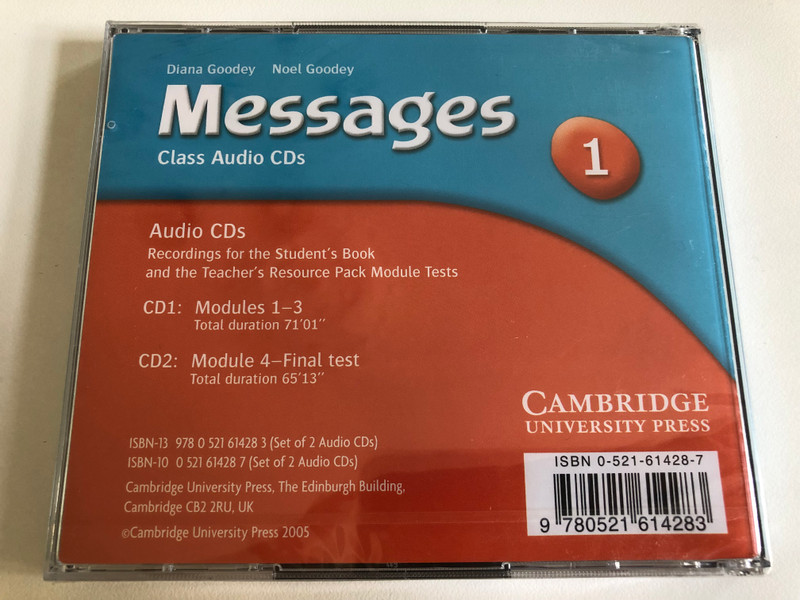 Diana Goodey Noel Goodey
Messages
1
Class Audio CDs
Audio CDs
Recordings for the Student's Book
and the Teacher's Resource Pack Module Tests
CD1: Modules 1–3
Total duration 71'01''
CD2: Module 4–Final test
Total duration 65'13''
CAMBRIDGE
UNIVERSITY PRESS
ISBN-13 978 0 521 61428 3 (Set of 2 Audio CDs)
ISBN-10 0 521 61428 7 (Set of 2 Audio CDs)
Cambridge University Press, The Edinburgh Building,
Cambridge CB2 2RU, UK
©Cambridge University Press 2005
ISBN 0-521-61428-7
9 780521 614283